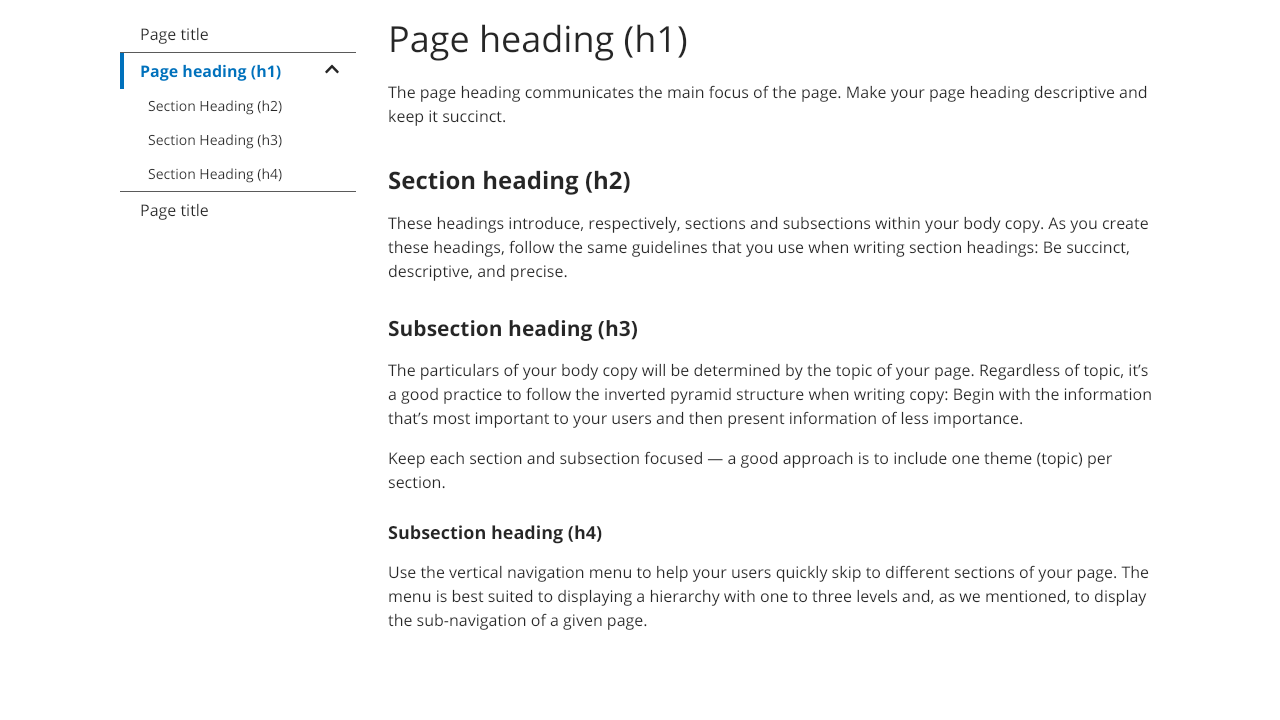 Page title
Page heading (h1)
Section Heading (h2)
Section Heading (h3)
Section Heading (h4)
Page title
Page heading (h1)
The page heading communicates the main focus of the page. Make your page heading descriptive and
keep it succinct.
Section heading (h2)
These headings introduce, respectively, sections and subsections within your body copy. As you create
these headings, follow the same guidelines that you use when writing section headings: Be succinct,
descriptive, and precise.
Subsection heading (h3)
The particulars of your body copy will be determined by the topic of your page. Regardless of topic, it’s
a good practice to follow the inverted pyramid structure when writing copy: Begin with the information
that’s most important to your users and then present information of less importance.
Keep each section and subsection focused — a good approach is to include one theme (topic) per
section.
Subsection heading (h4)
Use the vertical navigation menu to help your users quickly skip to different sections of your page. The
menu is best suited to displaying a hierarchy with one to three levels and, as we mentioned, to display
the sub-navigation of a given page.